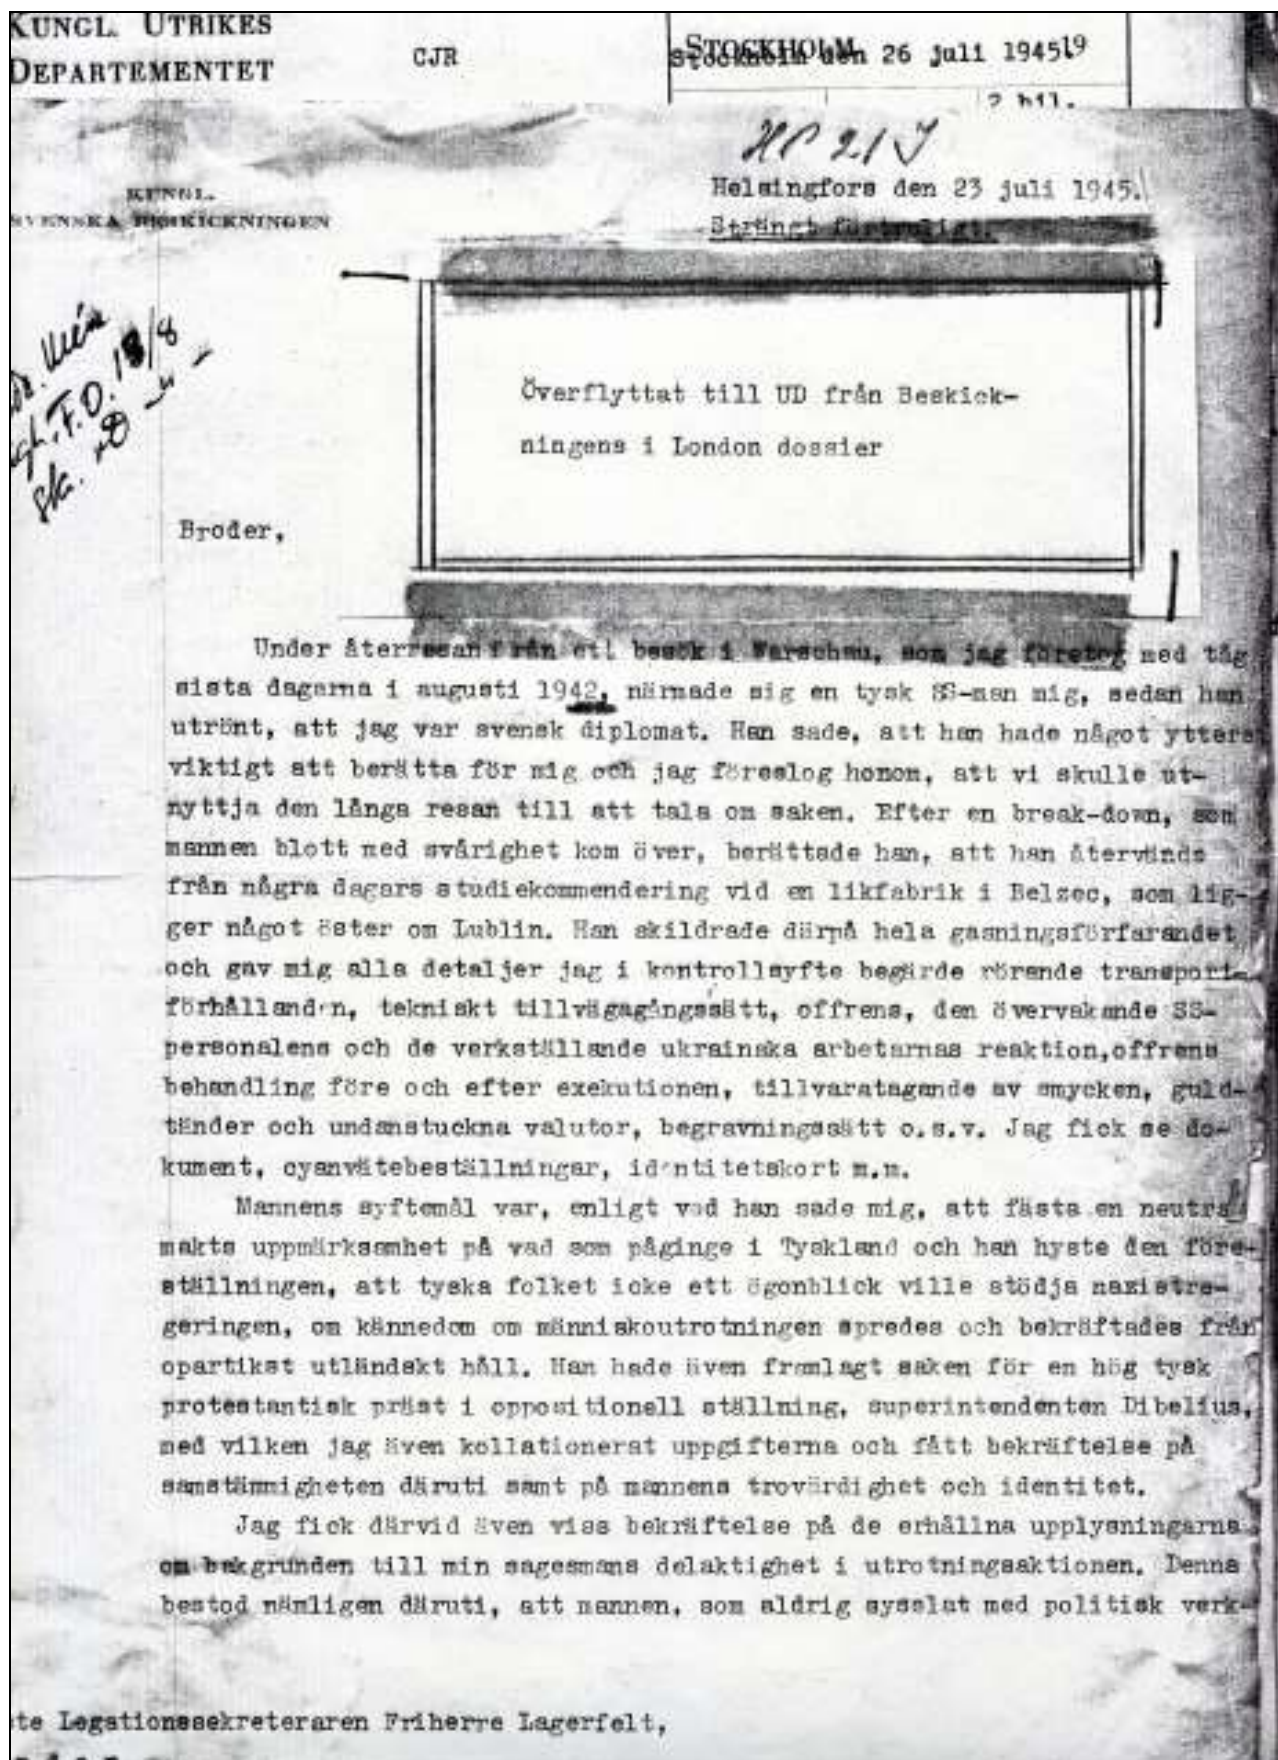 KUNGL. UTRIKES
DEPARTEMENTET
CJR
STOCKHOLM
Stockholm den 26 juli 1945 19
2 bil.
HP 21 J
KUNGL.
SVENSKA BESKICKNINGEN
Helsingfors den 23 juli 1945.
Strängt förtroligt.
F.D. 18/8
Överflyttat till UD från Beskick-
ningens i London dossier
Broder,
Under återresan från ett besök i Warschau, som jag företog med tåg
sista dagarna i augusti 1942, närmade sig en tysk SS-man mig, sedan han
utrönt, att jag var svensk diplomat. Han sade, att han hade något ytterst
viktigt att berätta för mig och jag föreslog honom, att vi skulle ut-
nyttja den långa resan till att tala om saken. Efter en break-down, som
mannen blott med svårighet kom över, berättade han, att han återvände
från några dagars studiekommendering vid en likfabrik i Belzec, som lig-
ger något öster om Lublin. Han skildrade därpå hela gasningsförfarandet
och gav mig alla detaljer jag i kontrollsyfte begärde rörande transport-
förhållanden, tekniskt tillvägagångssätt, offrens, den övervakande SS-
personalens och de verkställande ukrainska arbetarnas reaktion,offrens
behandling före och efter exekutionen, tillvaratagande av smycken, guld-
tänder och undanstuckna valutor, begravningssätt o.s.v. Jag fick se do-
kument, cyanvätebeställningar, identitetskort m.m.
Mannens syftemål var, enligt vad han sade mig, att fästa en neutral
makts uppmärksamhet på vad som påginge i Tyskland och han hyste den före-
ställningen, att tyska folket icke ett ögonblick ville stödja nazistre-
geringen, om kännedom om människoutrotningen spredes och bekräftades från
opartikst utländskt håll. Han hade även framlagt saken för en hög tysk
protestantisk präst i oppositionell ställning, superintendenten Dibelius,
med vilken jag även kollationerat uppgifterna och fått bekräftelse på
samstämmigheten däruti samt på mannens trovärdighet och identitet.
Jag fick därvid även viss bekräftelse på de erhållna upplysningarna
om bakgrunden till min sagesmans delaktighet i utrotningsaktionen. Denna
bestod nämligen däruti, att mannen, som aldrig sysslat med politisk verk-
te Legationssekreteraren Friherre Lagerfelt,